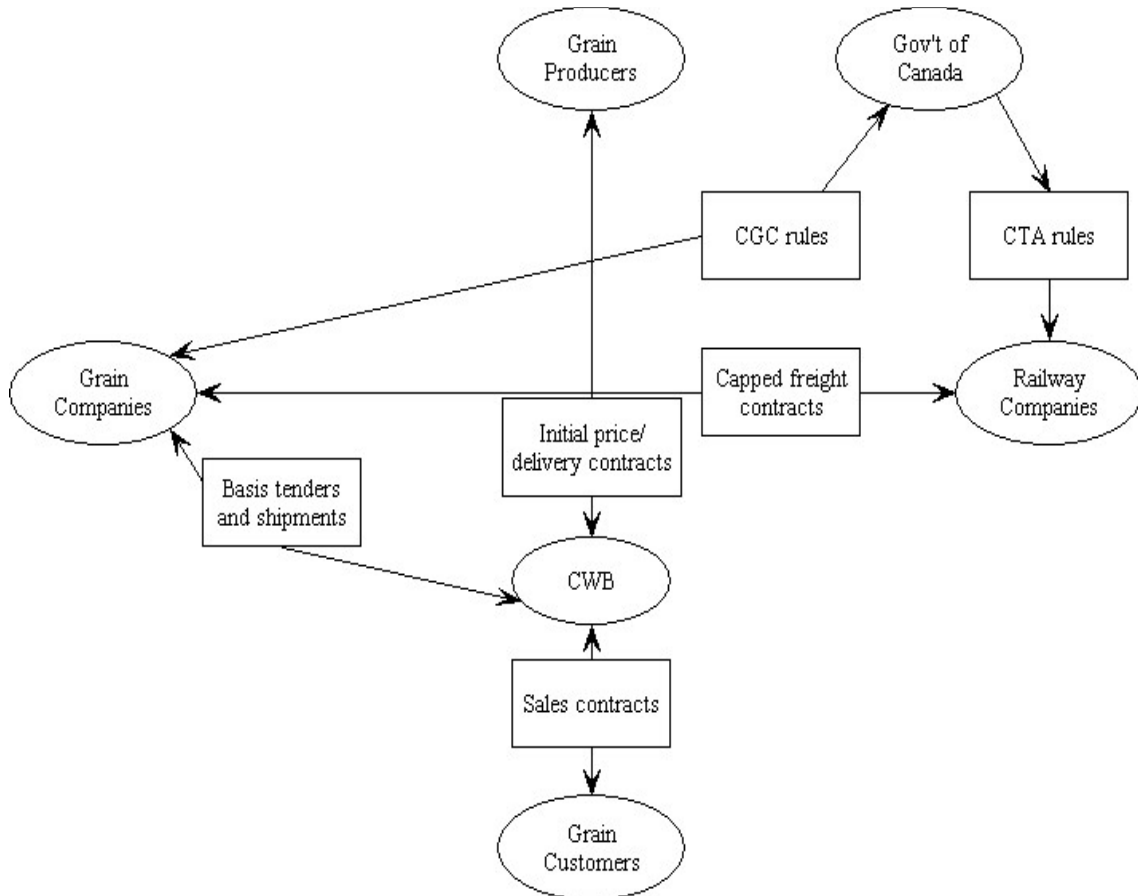 Grain
Producers
Gov't of
Canada
CGC rules
CTA rules
Grain
Companies
Capped freight
contracts
Railway
Companies
Initial price/
delivery contracts
Basis tenders
and shipments
CWB
Sales contracts
Grain
Customers